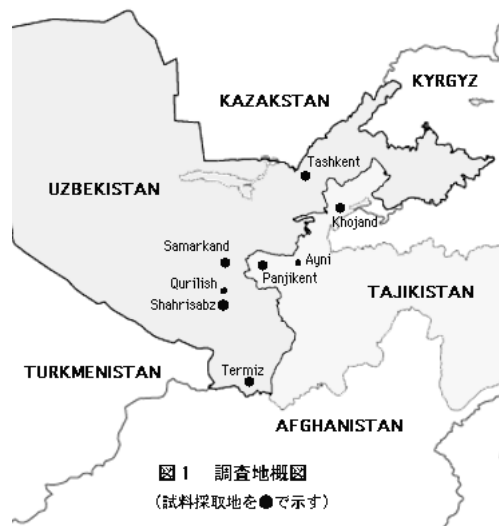 KYRGYZ
KAZAKSTAN
Tashkent
UZBEKISTAN
Khojand
Samarkand
Ayni
Panjikent
Qurilish
TAJIKISTAN
Shahrisabz
TURKMENISTAN
Termiz
AFGHANISTAN
図1 調査地概図
(試料採取地を●で示す)